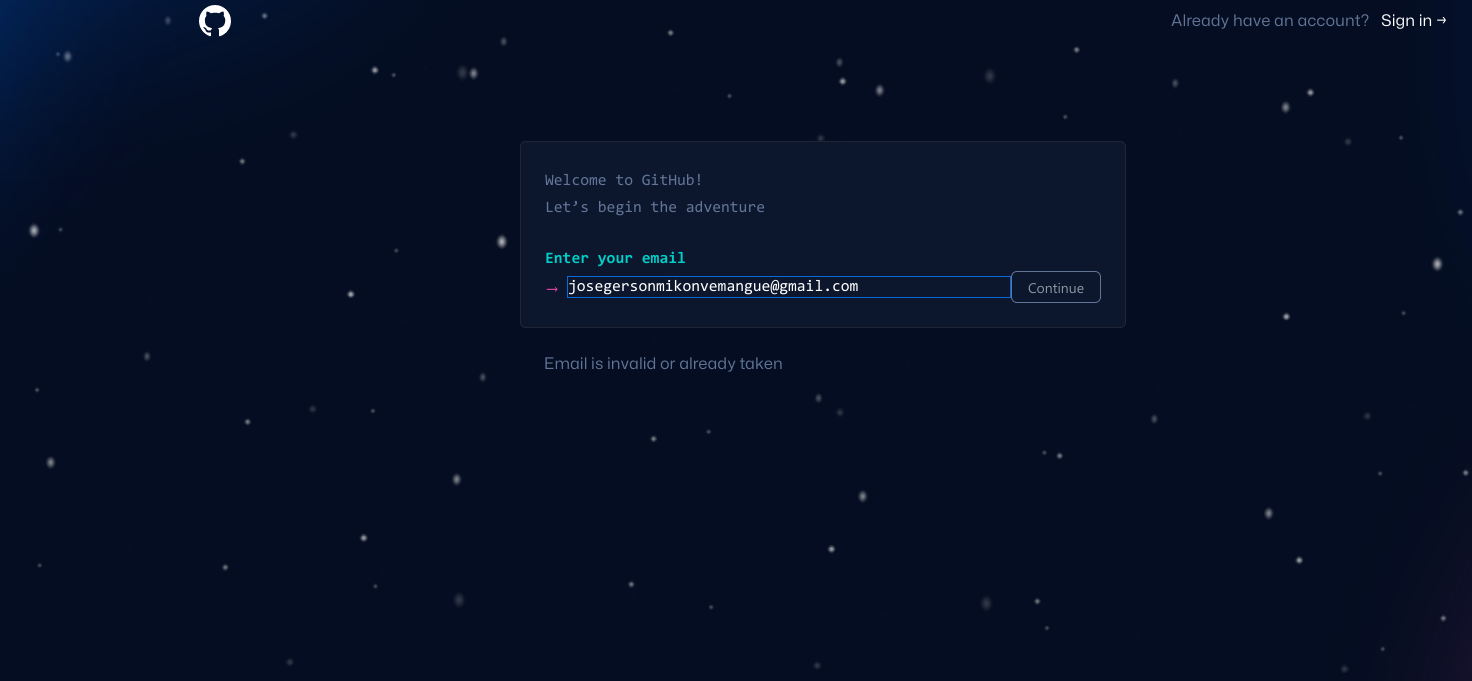 Already have an account? Sign in →
Welcome to GitHub!
Let’s begin the adventure
Enter your email
→ josegersonmikonvemangue@gmail.com Continue
Email is invalid or already taken